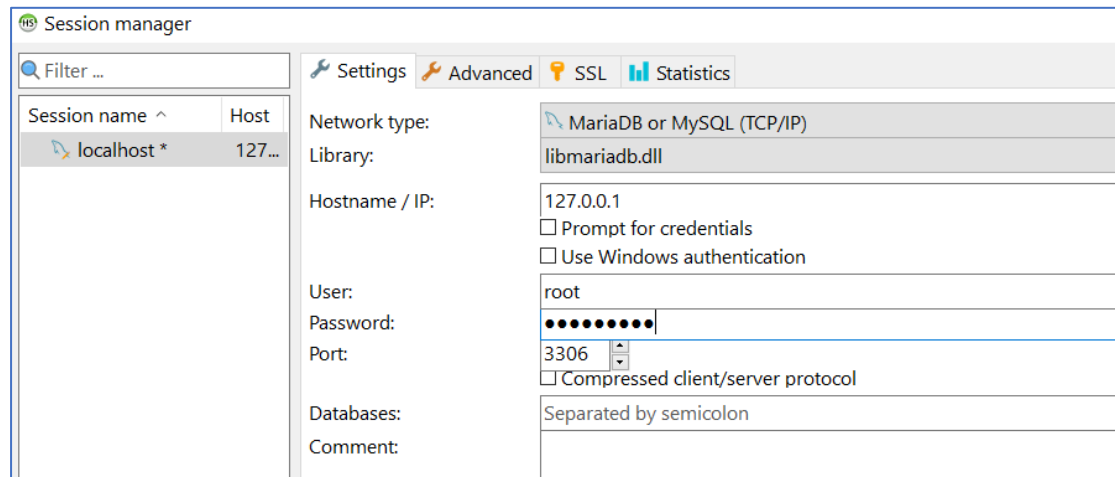 HS Session manager
Filter ...
Settings Advanced SSL Statistics
Session name Host
localhost * 127...
Network type: MariaDB or MySQL (TCP/IP)
Library: libmariadb.dll
Hostname / IP: 127.0.0.1
Prompt for credentials
Use Windows authentication
User: root
Password: ●●●●●●●●●
Port: 3306
Compressed client/server protocol
Databases: Separated by semicolon
Comment: